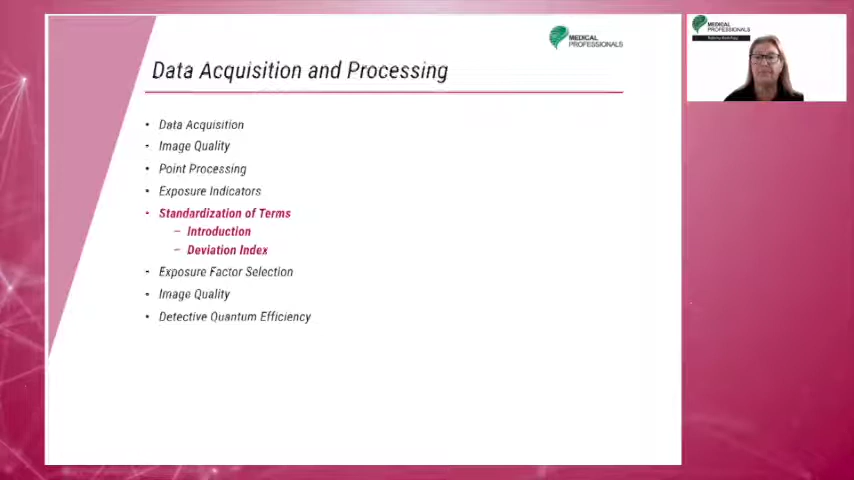 MEDICAL
PROFESSIONALS
Data Acquisition and Processing
• Data Acquisition
• Image Quality
• Point Processing
• Exposure Indicators
• Standardization of Terms
– Introduction
– Deviation Index
• Exposure Factor Selection
• Image Quality
• Detective Quantum Efficiency
MEDICAL
PROFESSIONALS